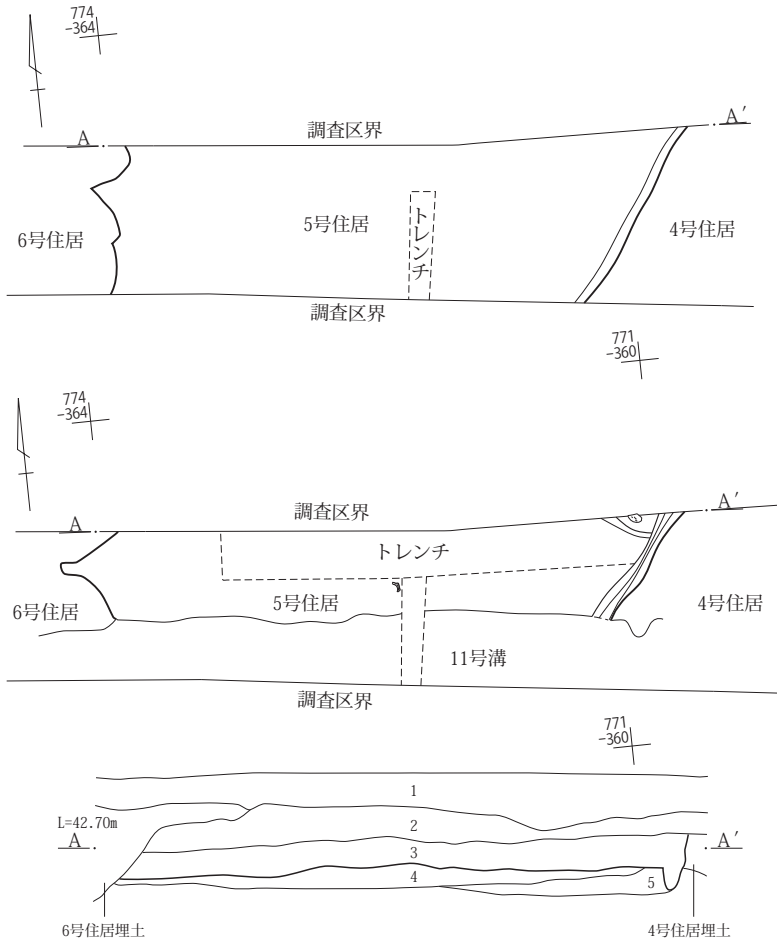 774
-364
A
調査区界
A′
6号住居
5号住居
トレンチ
4号住居
調査区界
771
-360
774
-364
A
調査区界
A′
トレンチ
6号住居
5号住居
4号住居
11号溝
調査区界
771
-360
1
L=42.70m
2
A
A′
3
4
5
6号住居埋土
4号住居埋土